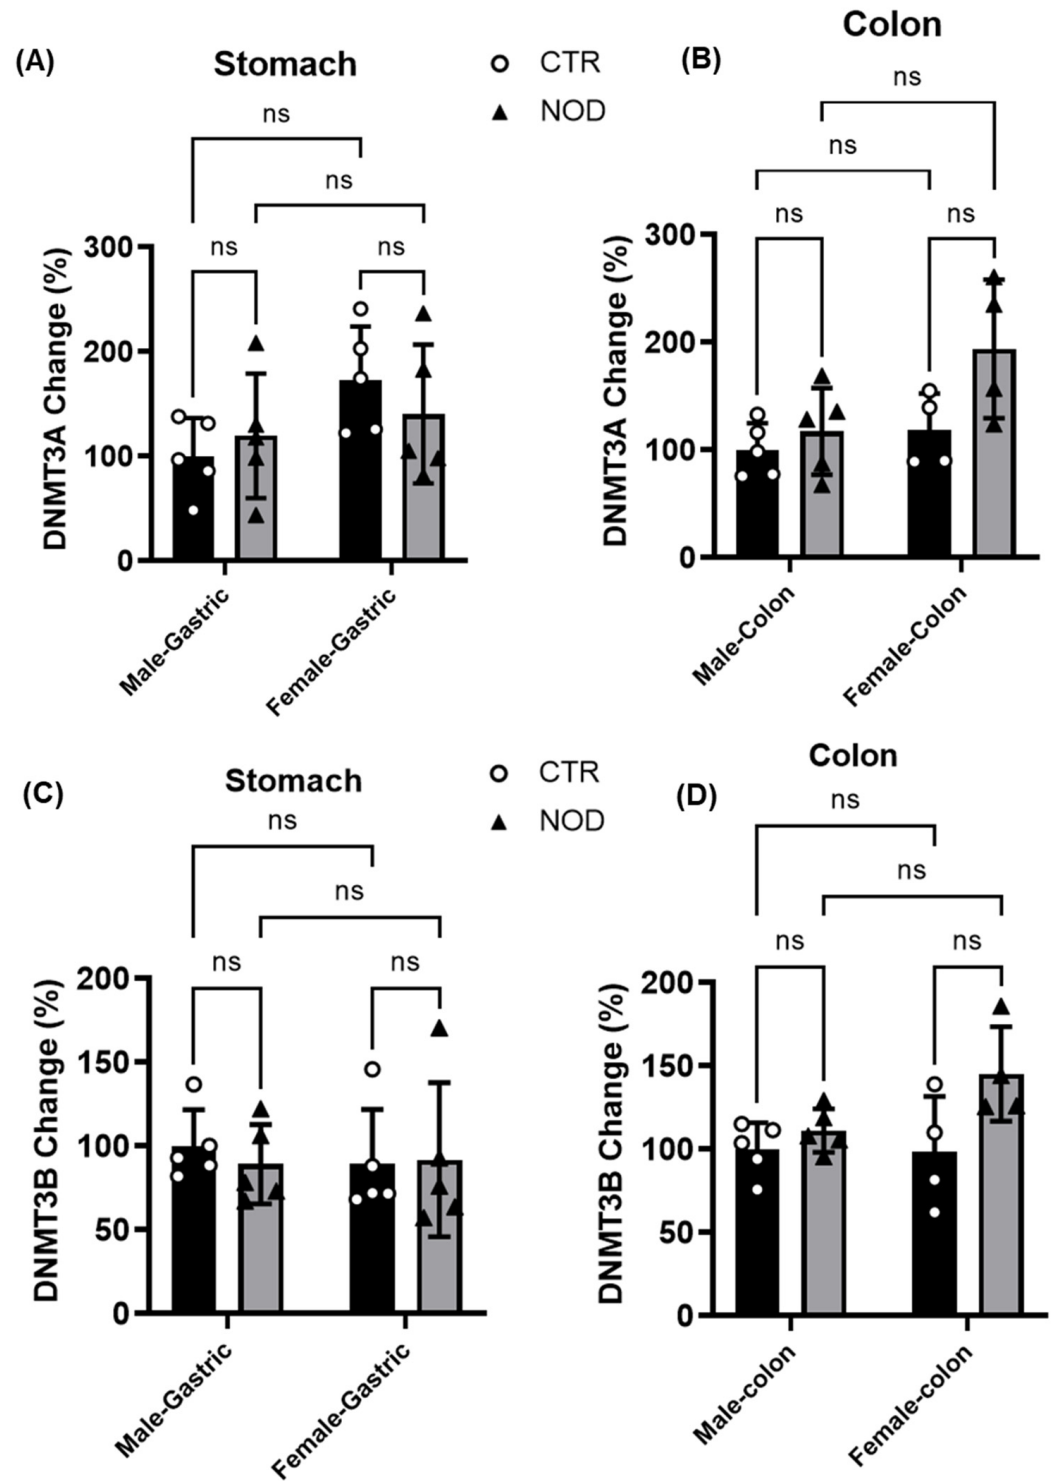 (A)
Stomach
CTR
NOD
ns
ns
ns
ns
DNMT3A Change (%)
300
200
100
0
Male-Gastric
Female-Gastric
(B)
Colon
ns
ns
ns
ns
DNMT3A Change (%)
300
200
100
0
Male-Colon
Female-Colon
(C)
Stomach
CTR
NOD
ns
ns
ns
ns
DNMT3B Change (%)
200
150
100
50
0
Male-Gastric
Female-Gastric
(D)
Colon
ns
ns
ns
ns
DNMT3B Change (%)
200
150
100
50
0
Male-colon
Female-colon